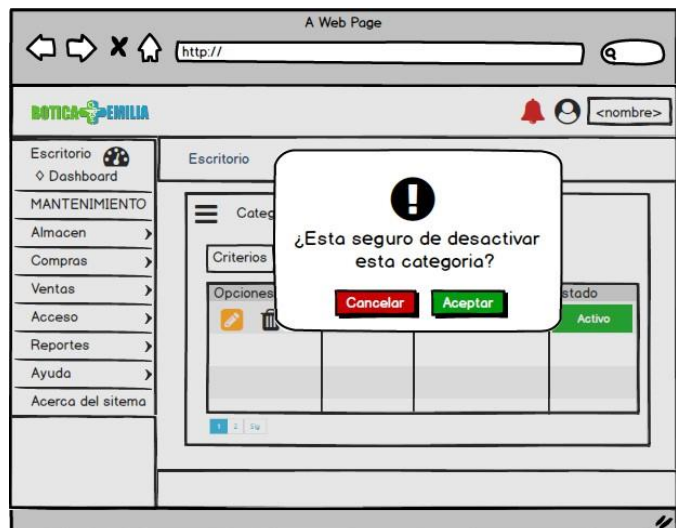 A Web Page
http://
BOTICA EMILIA
<nombre>
Escritorio
◊ Dashboard
MANTENIMIENTO
Almacen
Compras
Ventas
Acceso
Reportes
Ayuda
Acerca del sitema
Escritorio
Categ
Criterios
Opciones
stado
Activo
1 2 Sig
¿Esta seguro de desactivar
esta categoria?
Cancelar
Aceptar